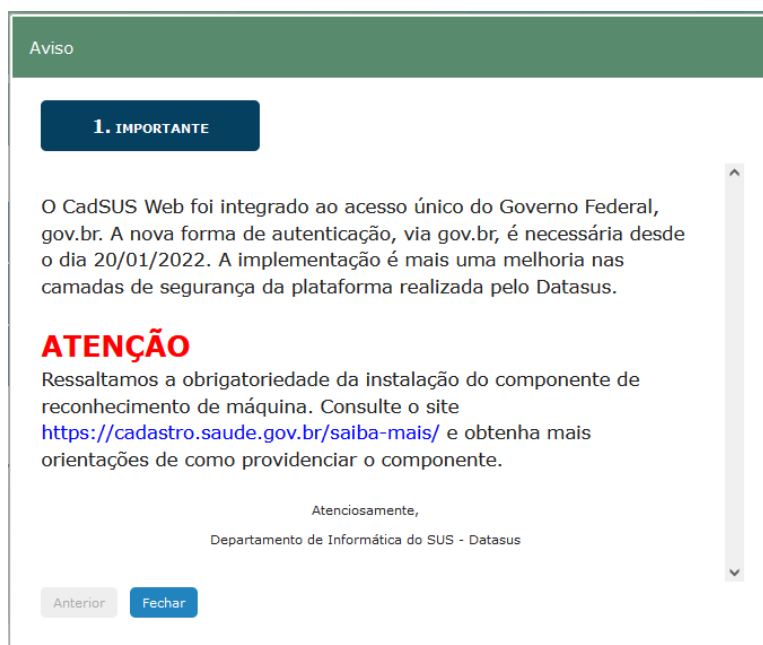 Aviso
1. IMPORTANTE
O CadSUS Web foi integrado ao acesso único do Governo Federal,
gov.br. A nova forma de autenticação, via gov.br, é necessária desde
o dia 20/01/2022. A implementação é mais uma melhoria nas
camadas de segurança da plataforma realizada pelo Datasus.
ATENÇÃO
Ressaltamos a obrigatoriedade da instalação do componente de
reconhecimento de máquina. Consulte o site
https://cadastro.saude.gov.br/saiba-mais/ e obtenha mais
orientações de como providenciar o componente.
Atenciosamente,
Departamento de Informática do SUS - Datasus
Anterior Fechar